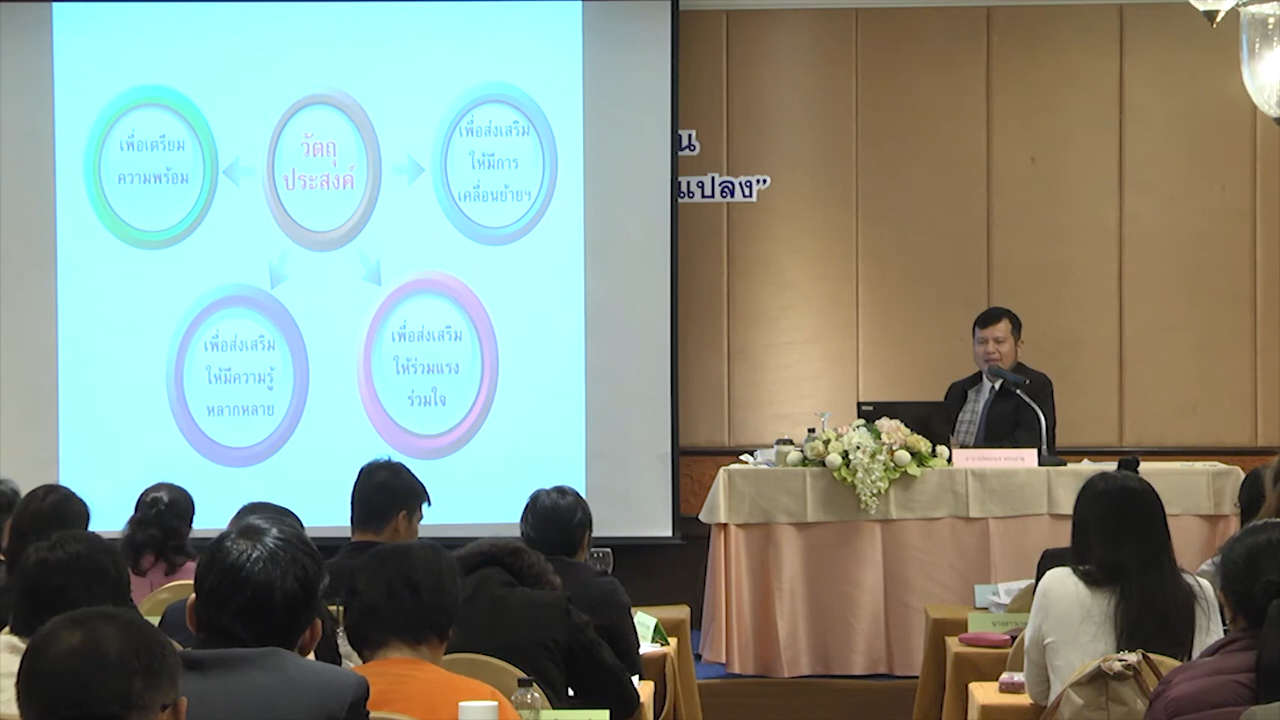 เพื่อเตรียม
ความพร้อม
วัตถุ
ประสงค์
เพื่อส่งเสริม
ให้มีการ
เคลื่อนย้ายฯ
เพื่อส่งเสริม
ให้มีความรู้
หลากหลาย
เพื่อส่งเสริม
ให้ร่วมแรง
ร่วมใจ
น
แปลง”